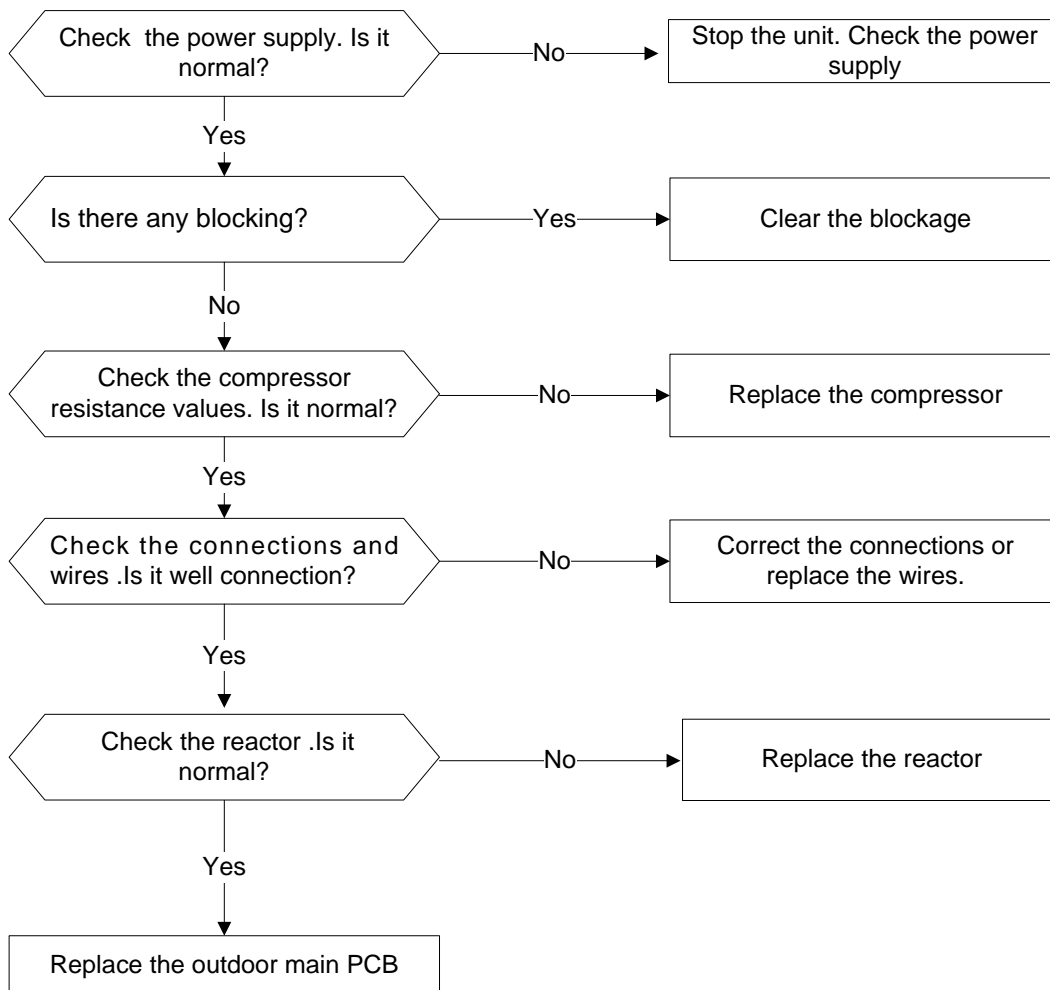 Check the power supply. Is it
normal?
No
Stop the unit. Check the power
supply
Yes
Is there any blocking?
Yes
Clear the blockage
No
Check the compressor
resistance values. Is it normal?
No
Replace the compressor
Yes
Check the connections and
wires .Is it well connection?
No
Correct the connections or
replace the wires.
Yes
Check the reactor .Is it
normal?
No
Replace the reactor
Yes
Replace the outdoor main PCB